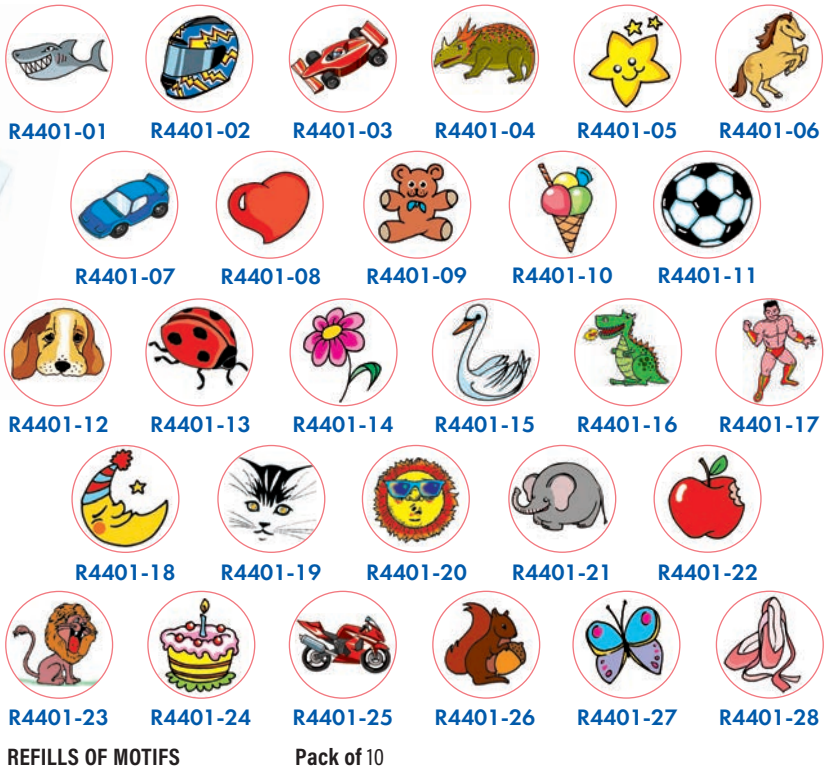 R4401-01 R4401-02 R4401-03 R4401-04 R4401-05 R4401-06
R4401-07 R4401-08 R4401-09 R4401-10 R4401-11
R4401-12 R4401-13 R4401-14 R4401-15 R4401-16 R4401-17
R4401-18 R4401-19 R4401-20 R4401-21 R4401-22
R4401-23 R4401-24 R4401-25 R4401-26 R4401-27 R4401-28
REFILLS OF MOTIFS Pack of 10